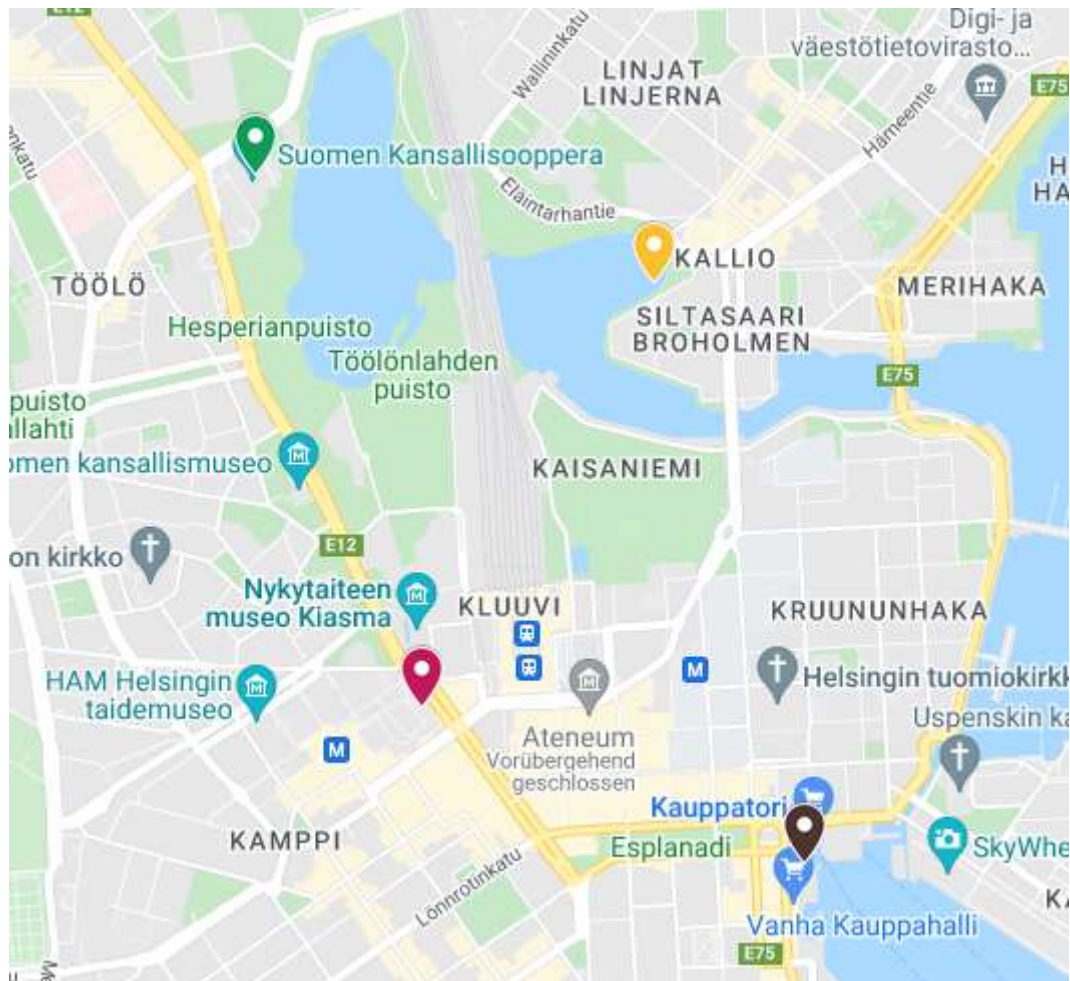 E12
Digi- ja
väestötietovirasto...
Wallininkatu
LINJAT
LINJERNA
E75
Hämeentie
Suomen Kansallisooppera
Eläintarhantie
KALLIO
TÖÖLÖ
MERIHAKA
SILTASAARI
BROHOLMEN
Hesperianpuisto
Töölönlahden
puisto
E75
puisto
allahti
omen kansallismuseo
KAISANIEMI
E12
on kirkko
Nykytaiteen
museo Kiasma
KLUUVI
KRUUNUNHAKA
HAM Helsingin
taidemuseo
M
Helsingin tuomiokirkk
Uspenskin ka
Ateneum
Vorübergehend
geschlossen
M
Kauppatori
KAMPPI
Esplanadi
SkyWhe
Lönnrotinkatu
Vanha Kauppahalli
E75